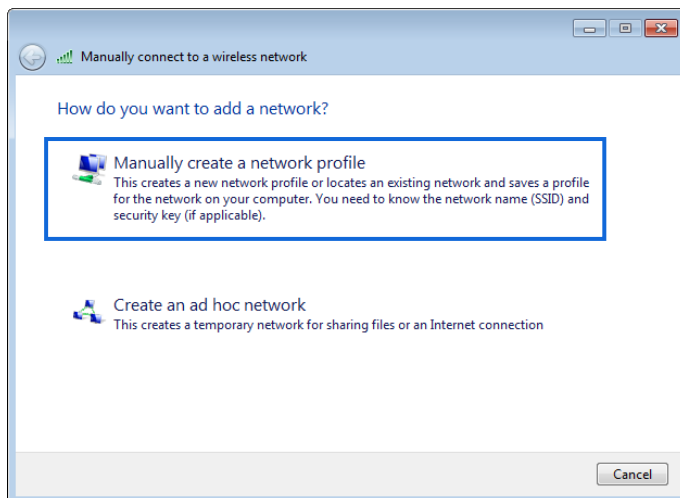 Manually connect to a wireless network
How do you want to add a network?
Manually create a network profile
This creates a new network profile or locates an existing network and saves a profile
for the network on your computer. You need to know the network name (SSID) and
security key (if applicable).
Create an ad hoc network
This creates a temporary network for sharing files or an Internet connection
Cancel